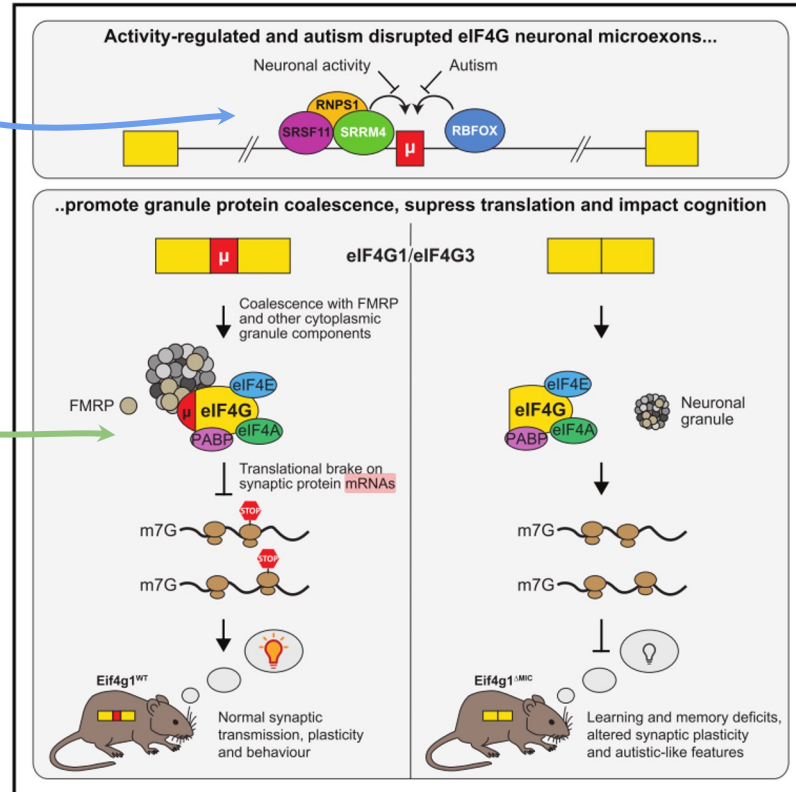 Activity-regulated and autism disrupted eIF4G neuronal microexons...
Neuronal activity
Autism
RNPS1
SRSF11
SRRM4
µ
RBFOX
..promote granule protein coalescence, supress translation and impact cognition
µ
eIF4G1/eIF4G3
Coalescence with FMRP
and other cytoplasmic
granule components
FMRP
µ
eIF4G
eIF4E
eIF4A
PABP
Translational brake on
synaptic protein mRNAs
STOP
m7G
STOP
m7G
Eif4g1WT
Normal synaptic
transmission, plasticity
and behaviour
eIF4E
eIF4G
eIF4A
PABP
Neuronal
granule
m7G
m7G
Eif4g1ΔMIC
Learning and memory deficits,
altered synaptic plasticity
and autistic-like features